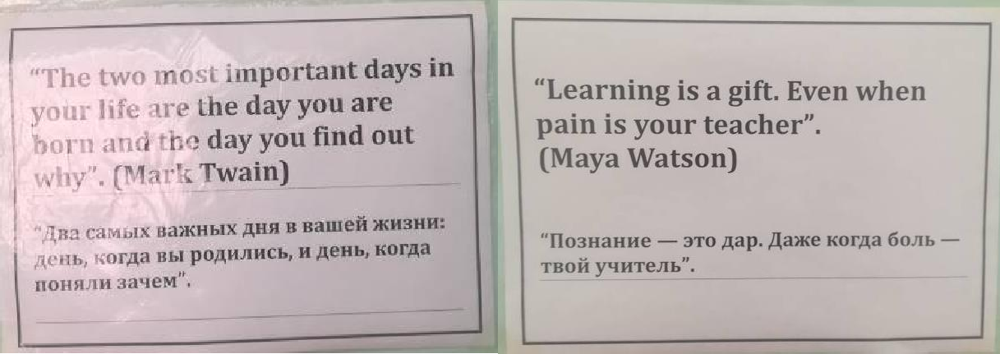 “The two most important days in
your life are the day you are
born and the day you find out
why”. (Mark Twain)
“Два самых важных дня в вашей жизни:
день, когда вы родились, и день, когда
поняли зачем”.
“Learning is a gift. Even when
pain is your teacher”.
(Maya Watson)
“Познание — это дар. Даже когда боль —
твой учитель”.